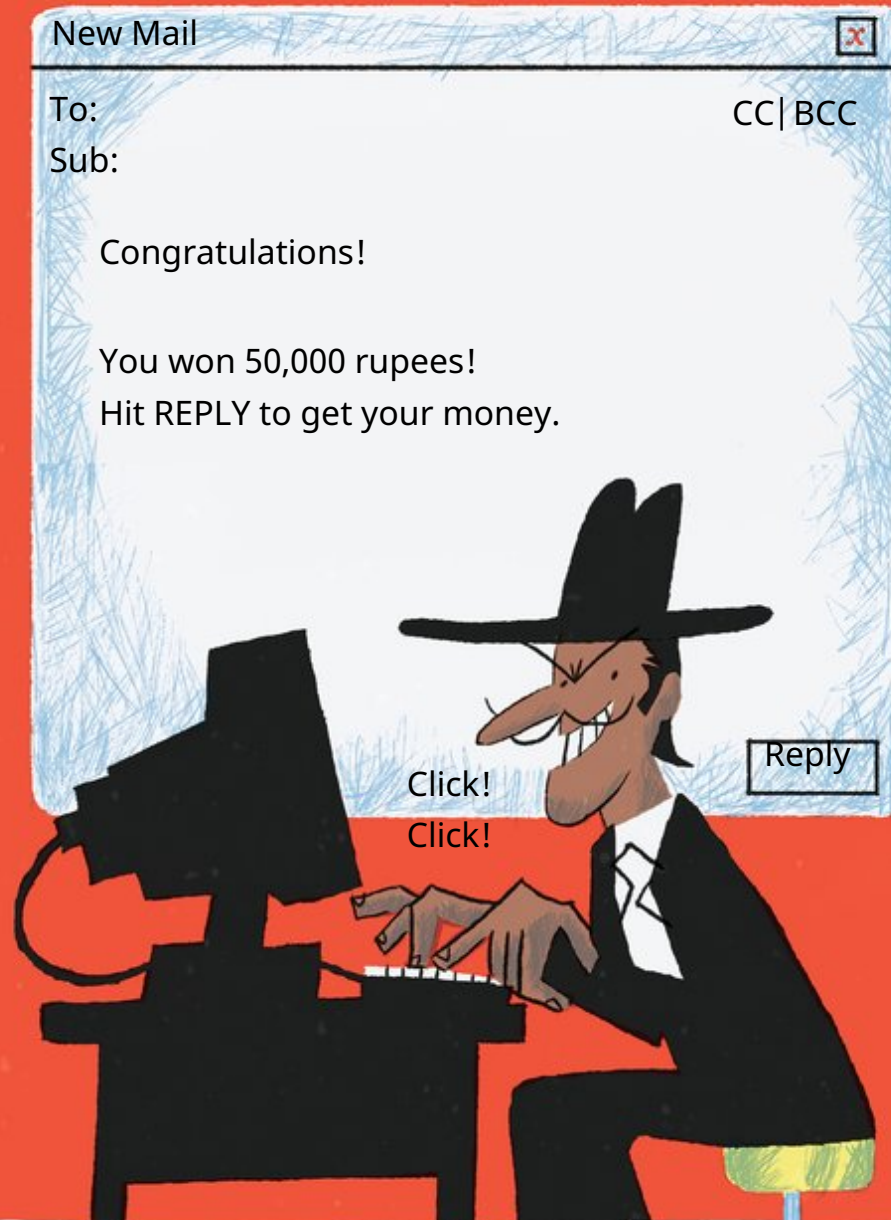 New Mail
x
To:
CC|BCC
Sub:
Congratulations!
You won 50,000 rupees!
Hit REPLY to get your money.
Reply
Click!
Click!